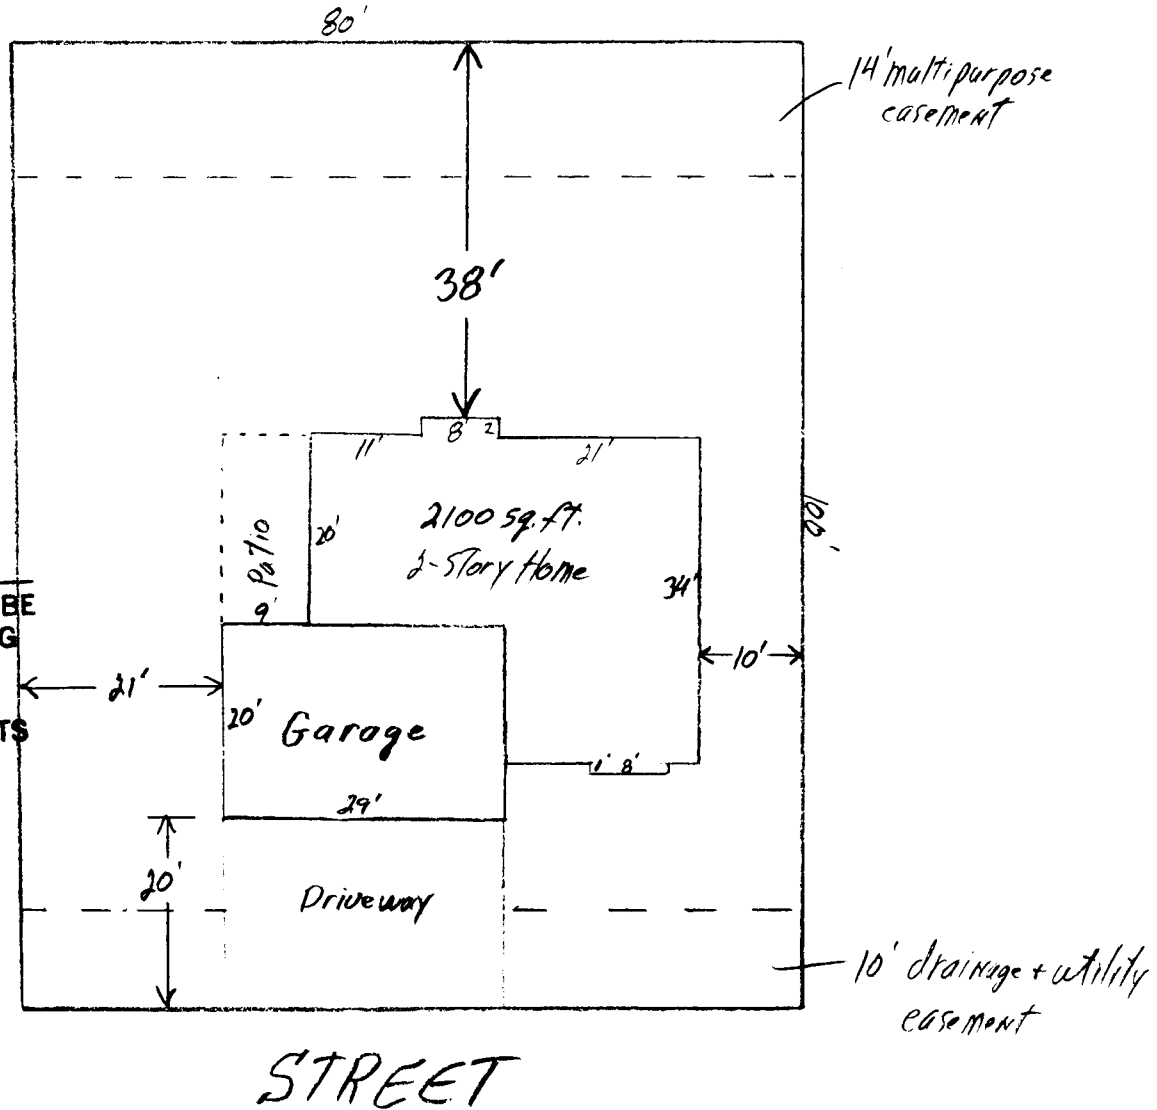 80'
14' multipurpose
easement
38'
8' 2'
11'
21'
2100 sq.ft.
2-Story Home
20'
Patio
9'
34'
100'
BE
G
TS
21'
10'
20'
Garage
1' 8'
29'
20'
Driveway
10' drainage + utility
easement
STREET